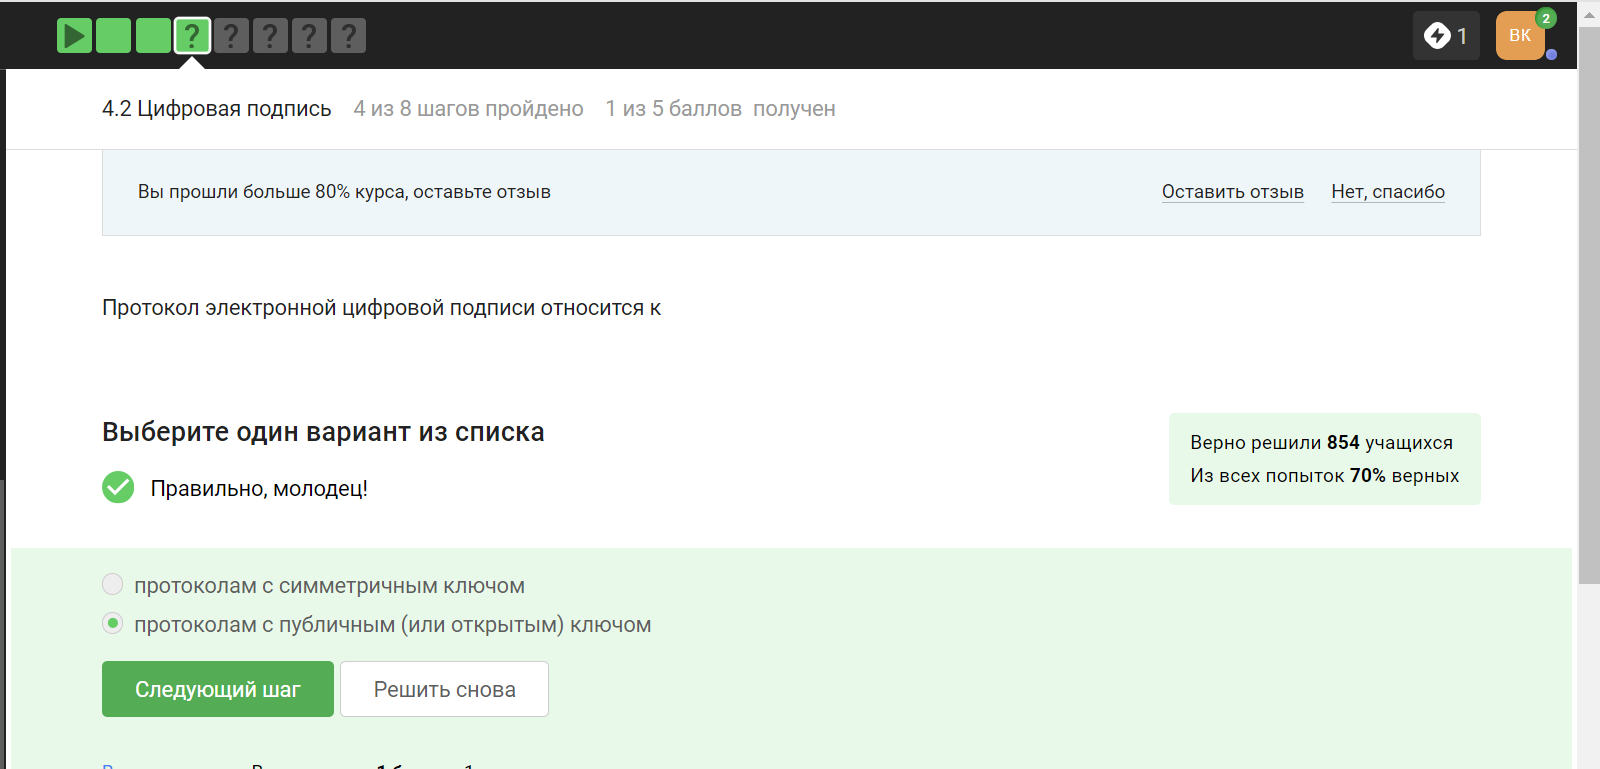 ? ? ? ? ?
1
ВК
2
4.2 Цифровая подпись 4 из 8 шагов пройдено 1 из 5 баллов получен
Вы прошли больше 80% курса, оставьте отзыв
Оставить отзыв Нет, спасибо
Протокол электронной цифровой подписи относится к
Выберите один вариант из списка
Правильно, молодец!
Верно решили 854 учащихся
Из всех попыток 70% верных
протоколам с симметричным ключом
протоколам с публичным (или открытым) ключом
Следующий шаг Решить снова